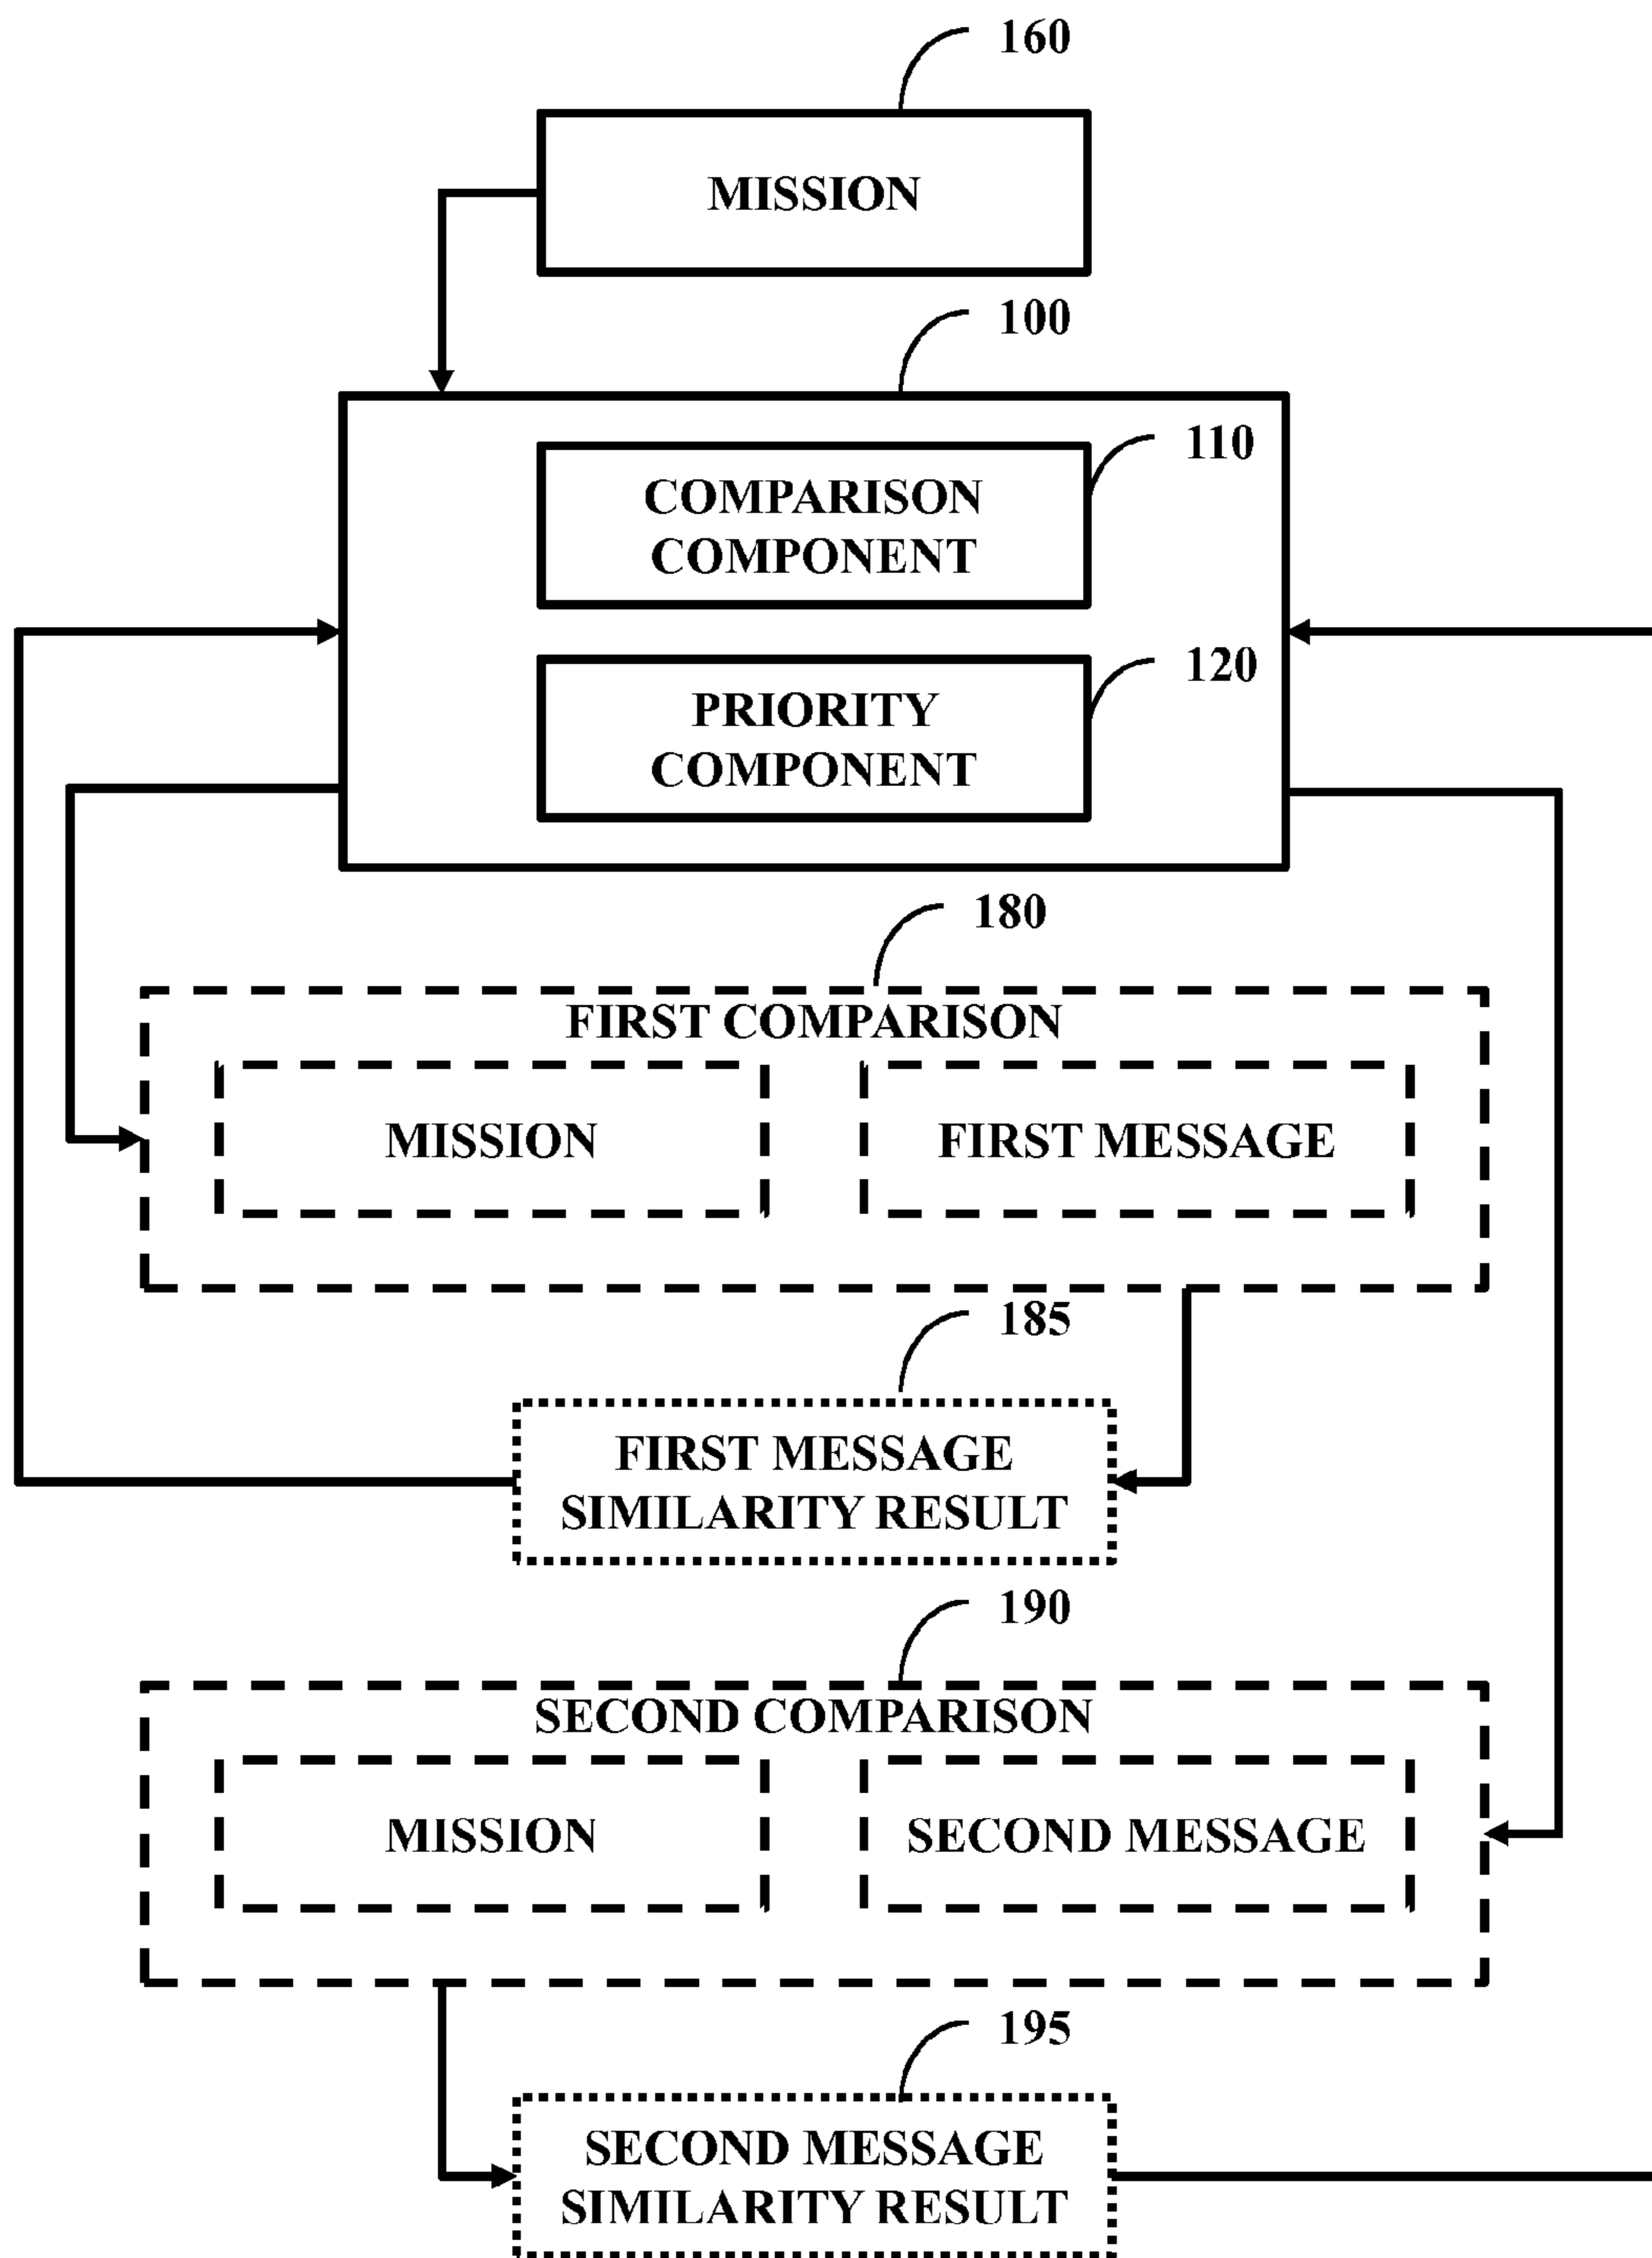 160
MISSION
100
110
COMPARISON
COMPONENT
120
PRIORITY
COMPONENT
180
FIRST COMPARISON
MISSION
FIRST MESSAGE
185
FIRST MESSAGE
SIMILARITY RESULT
190
SECOND COMPARISON
MISSION
SECOND MESSAGE
195
SECOND MESSAGE
SIMILARITY RESULT